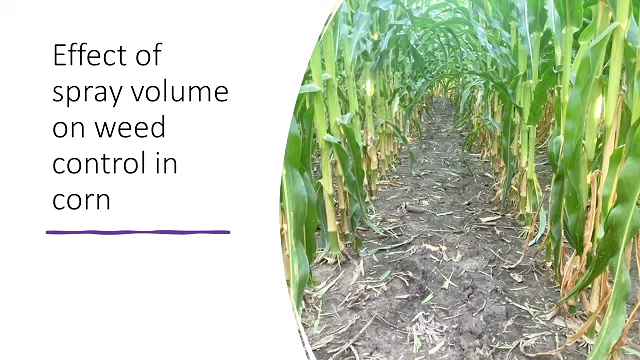 Effect of
spray volume
on weed
control in
corn